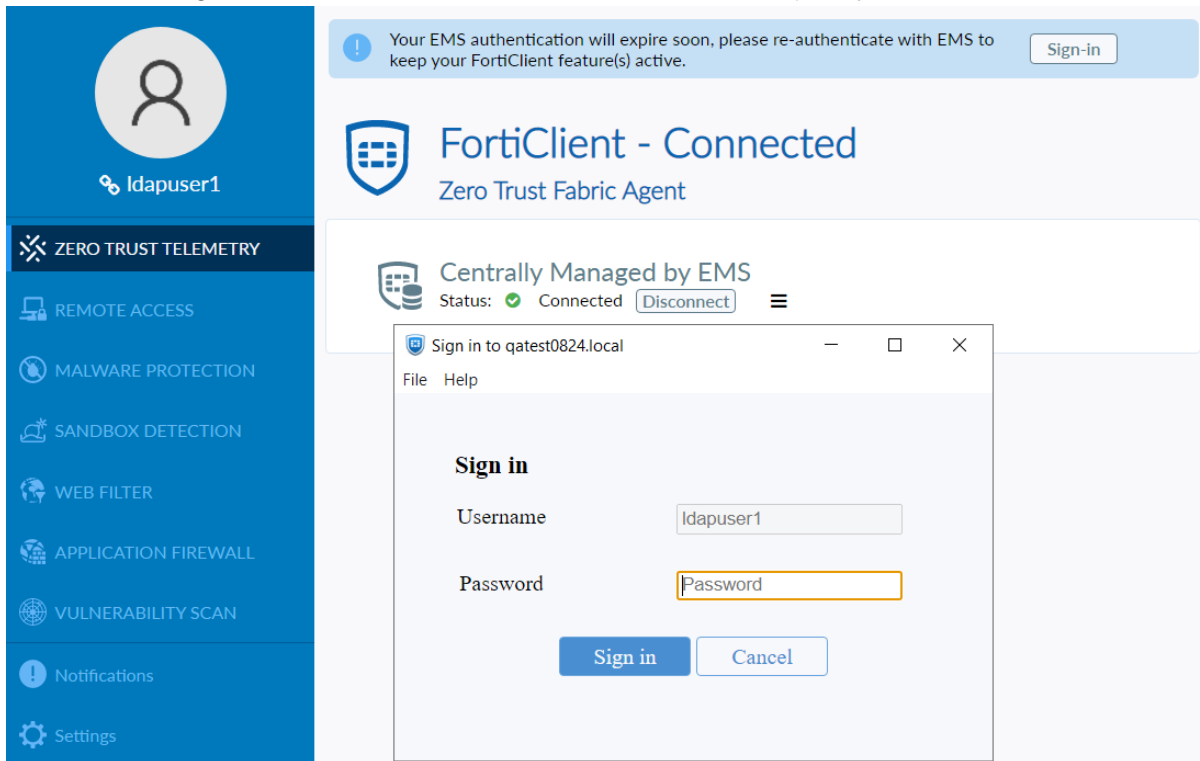 Your EMS authentication will expire soon, please re-authenticate with EMS to
keep your FortiClient feature(s) active.
Sign-in
ldapuser1
FortiClient - Connected
Zero Trust Fabric Agent
ZERO TRUST TELEMETRY
REMOTE ACCESS
MALWARE PROTECTION
SANDBOX DETECTION
WEB FILTER
APPLICATION FIREWALL
VULNERABILITY SCAN
Notifications
Settings
Centrally Managed by EMS
Status: Connected Disconnect
Sign in to qatest0824.local
File Help
Sign in
Username ldapuser1
Password Password
Sign in Cancel